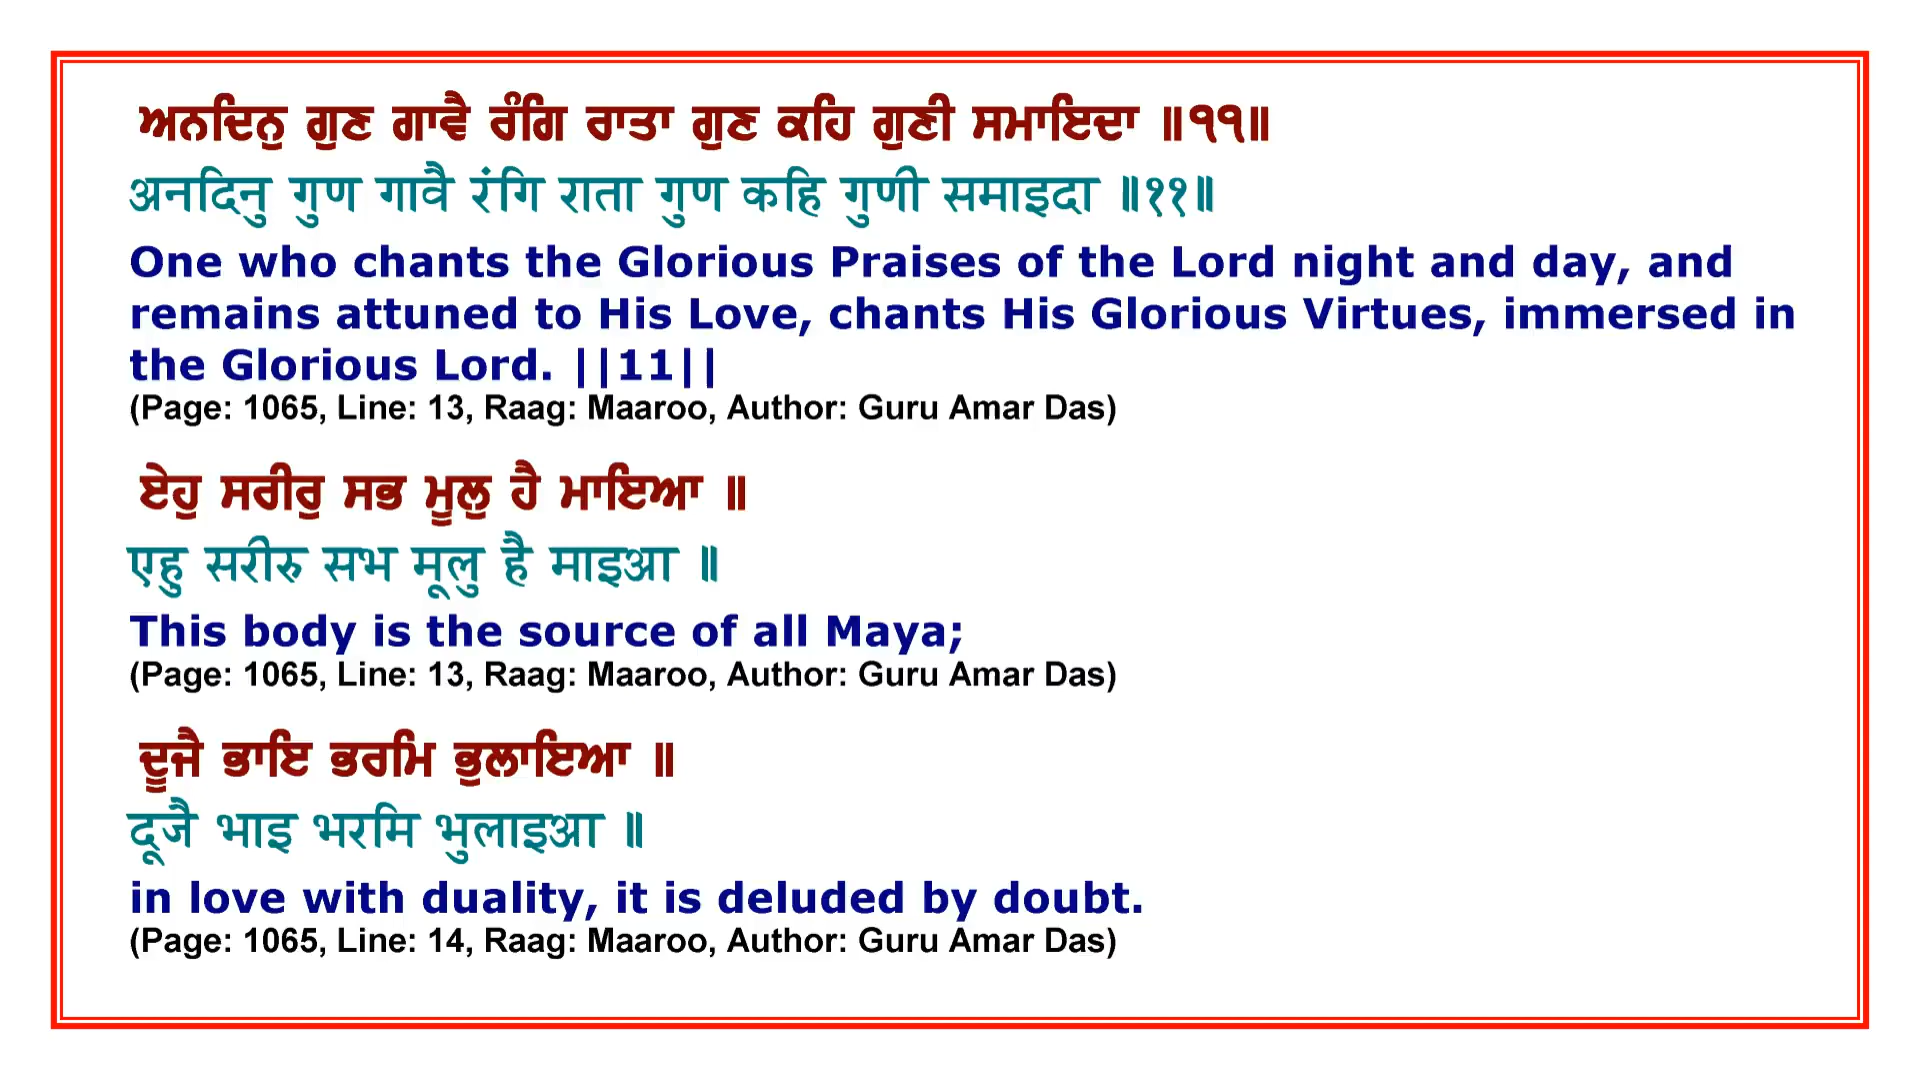 ਅਨਦਿਨੁ ਗੁਣ ਗਾਵੈ ਰੰਗਿ ਰਾਤਾ ਗੁਣ ਕਹਿ ਗੁਣੀ ਸਮਾਇਦਾ ॥੧੧॥
अनदिनु गुण गावै रंगि राता गुण कहि गुणी समाइदा ॥११॥
One who chants the Glorious Praises of the Lord night and day, and
remains attuned to His Love, chants His Glorious Virtues, immersed in
the Glorious Lord. ||11||
(Page: 1065, Line: 13, Raag: Maaroo, Author: Guru Amar Das)
ਏਹੁ ਸਰੀਰੁ ਸਭ ਮੂਲੁ ਹੈ ਮਾਇਆ ॥
एहु सरीरु सभ मूलु है माइआ ॥
This body is the source of all Maya;
(Page: 1065, Line: 13, Raag: Maaroo, Author: Guru Amar Das)
ਦੂਜੈ ਭਾਇ ਭਰਮਿ ਭੁਲਾਇਆ ॥
दूजै भाइ भरमि भुलाइआ ॥
in love with duality, it is deluded by doubt.
(Page: 1065, Line: 14, Raag: Maaroo, Author: Guru Amar Das)